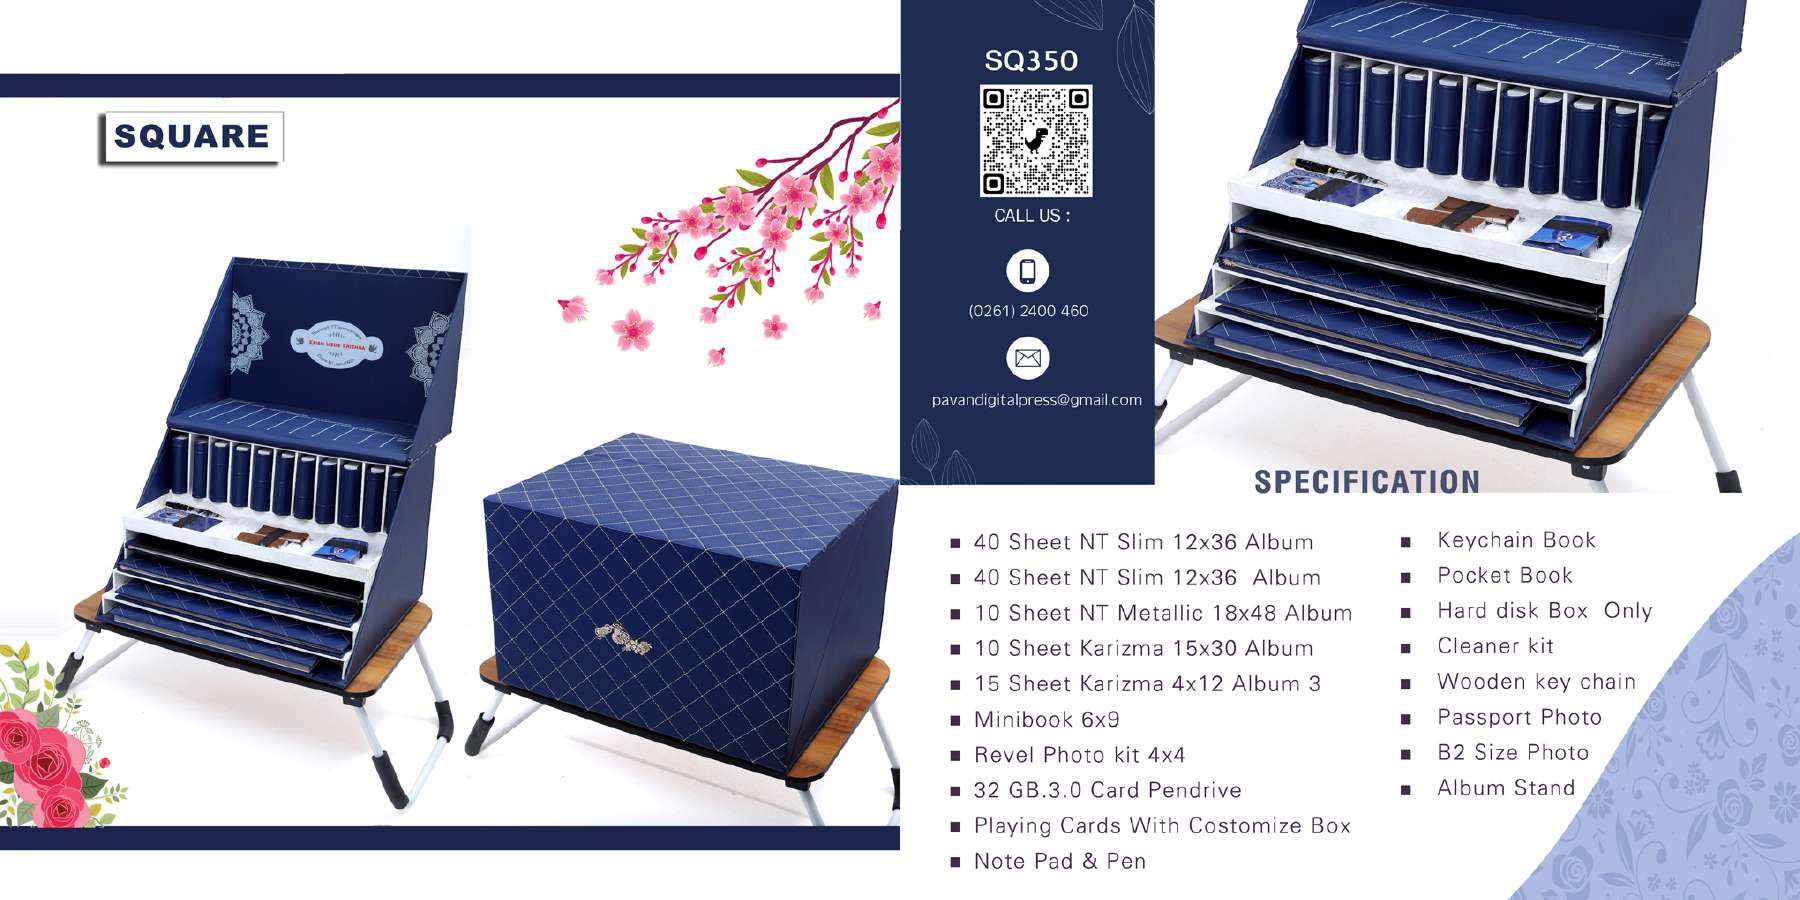 SQUARE
SQ350
CALL US :
(0261) 2400 460
pavandigitalpress@gmail.com
SPECIFICATION
40 Sheet NT Slim 12x36 Album
40 Sheet NT Slim 12x36 Album
10 Sheet NT Metallic 18x48 Album
10 Sheet Karizma 15x30 Album
15 Sheet Karizma 4x12 Album 3
Minibook 6x9
Revel Photo kit 4x4
32 GB.3.0 Card Pendrive
Playing Cards With Costomize Box
Note Pad & Pen
Keychain Book
Pocket Book
Hard disk Box Only
Cleaner kit
Wooden key chain
Passport Photo
B2 Size Photo
Album Stand